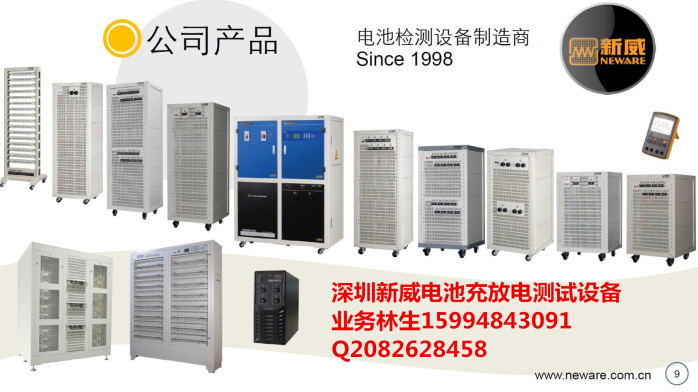 公司产品
电池检测设备制造商
Since 1998
新威
NEWARE
深圳新威电池充放电测试设备
业务林生15994843091
Q2082628458
www.neware.com.cn
9